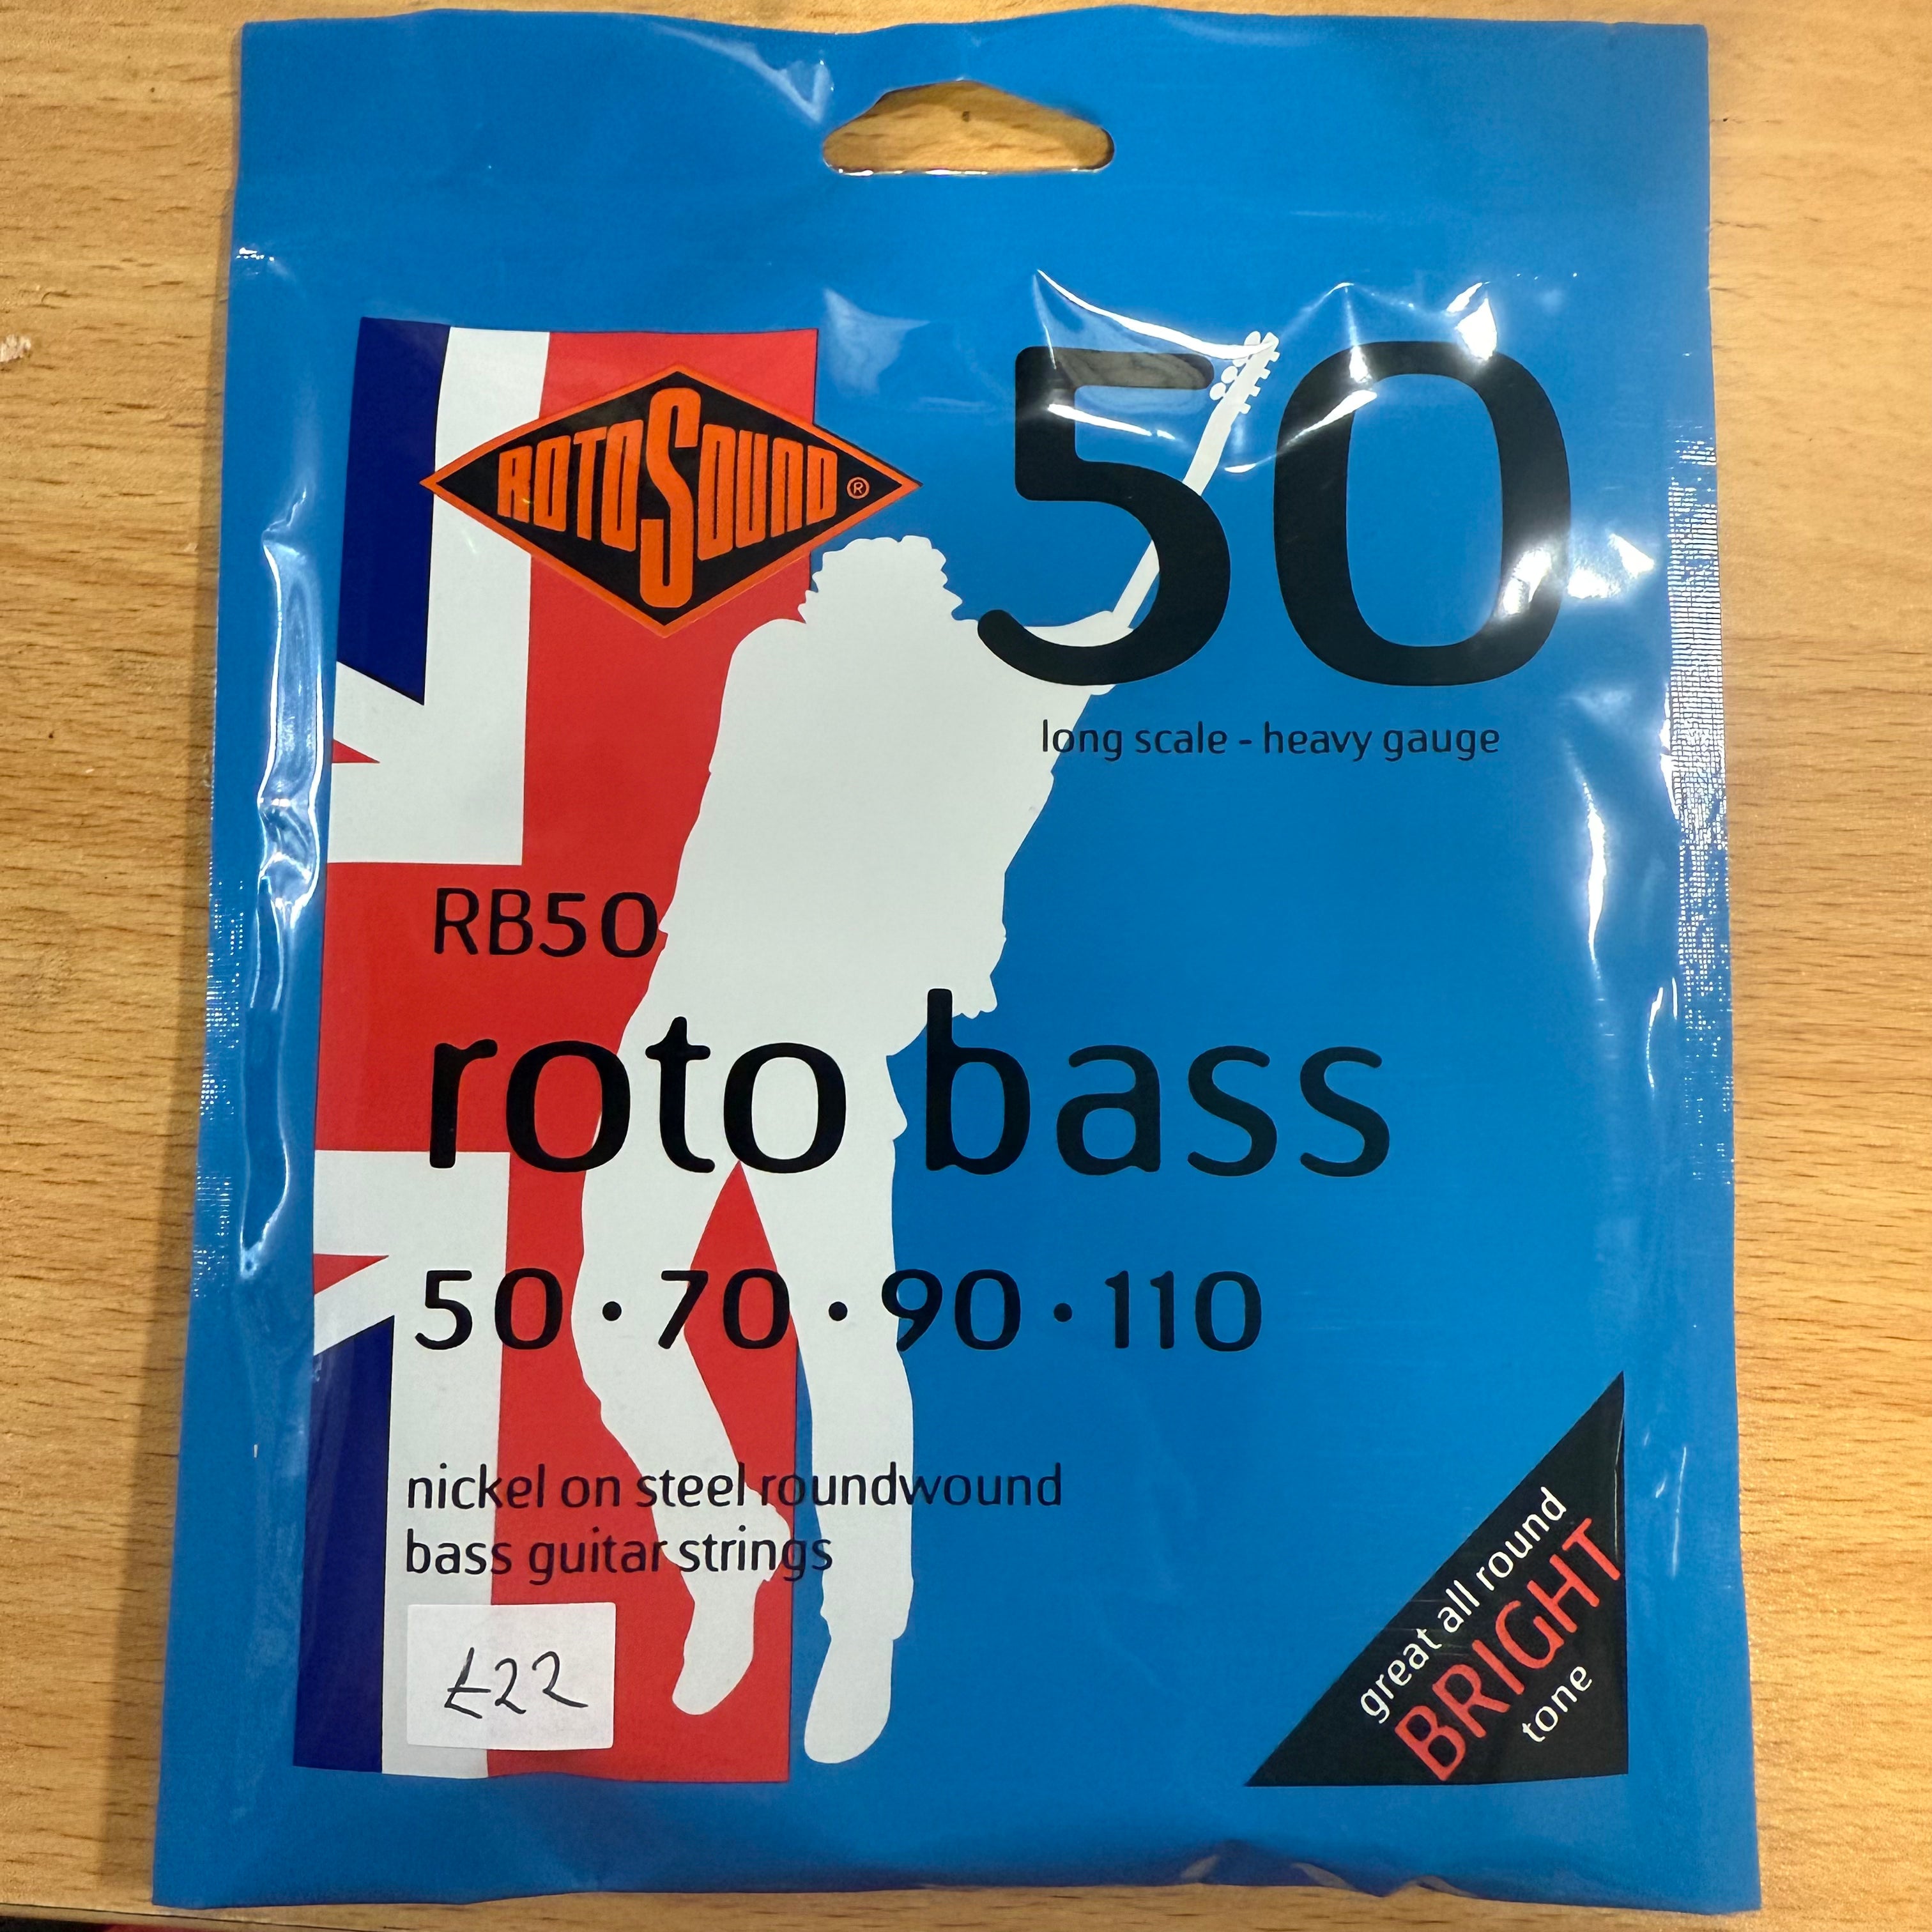 ROTOSOUND®
50
long scale - heavy gauge
RB50
roto bass
50 • 70 • 90 • 110
nickel on steel roundwound
bass guitar strings
£22
great all round
BRIGHT
tone